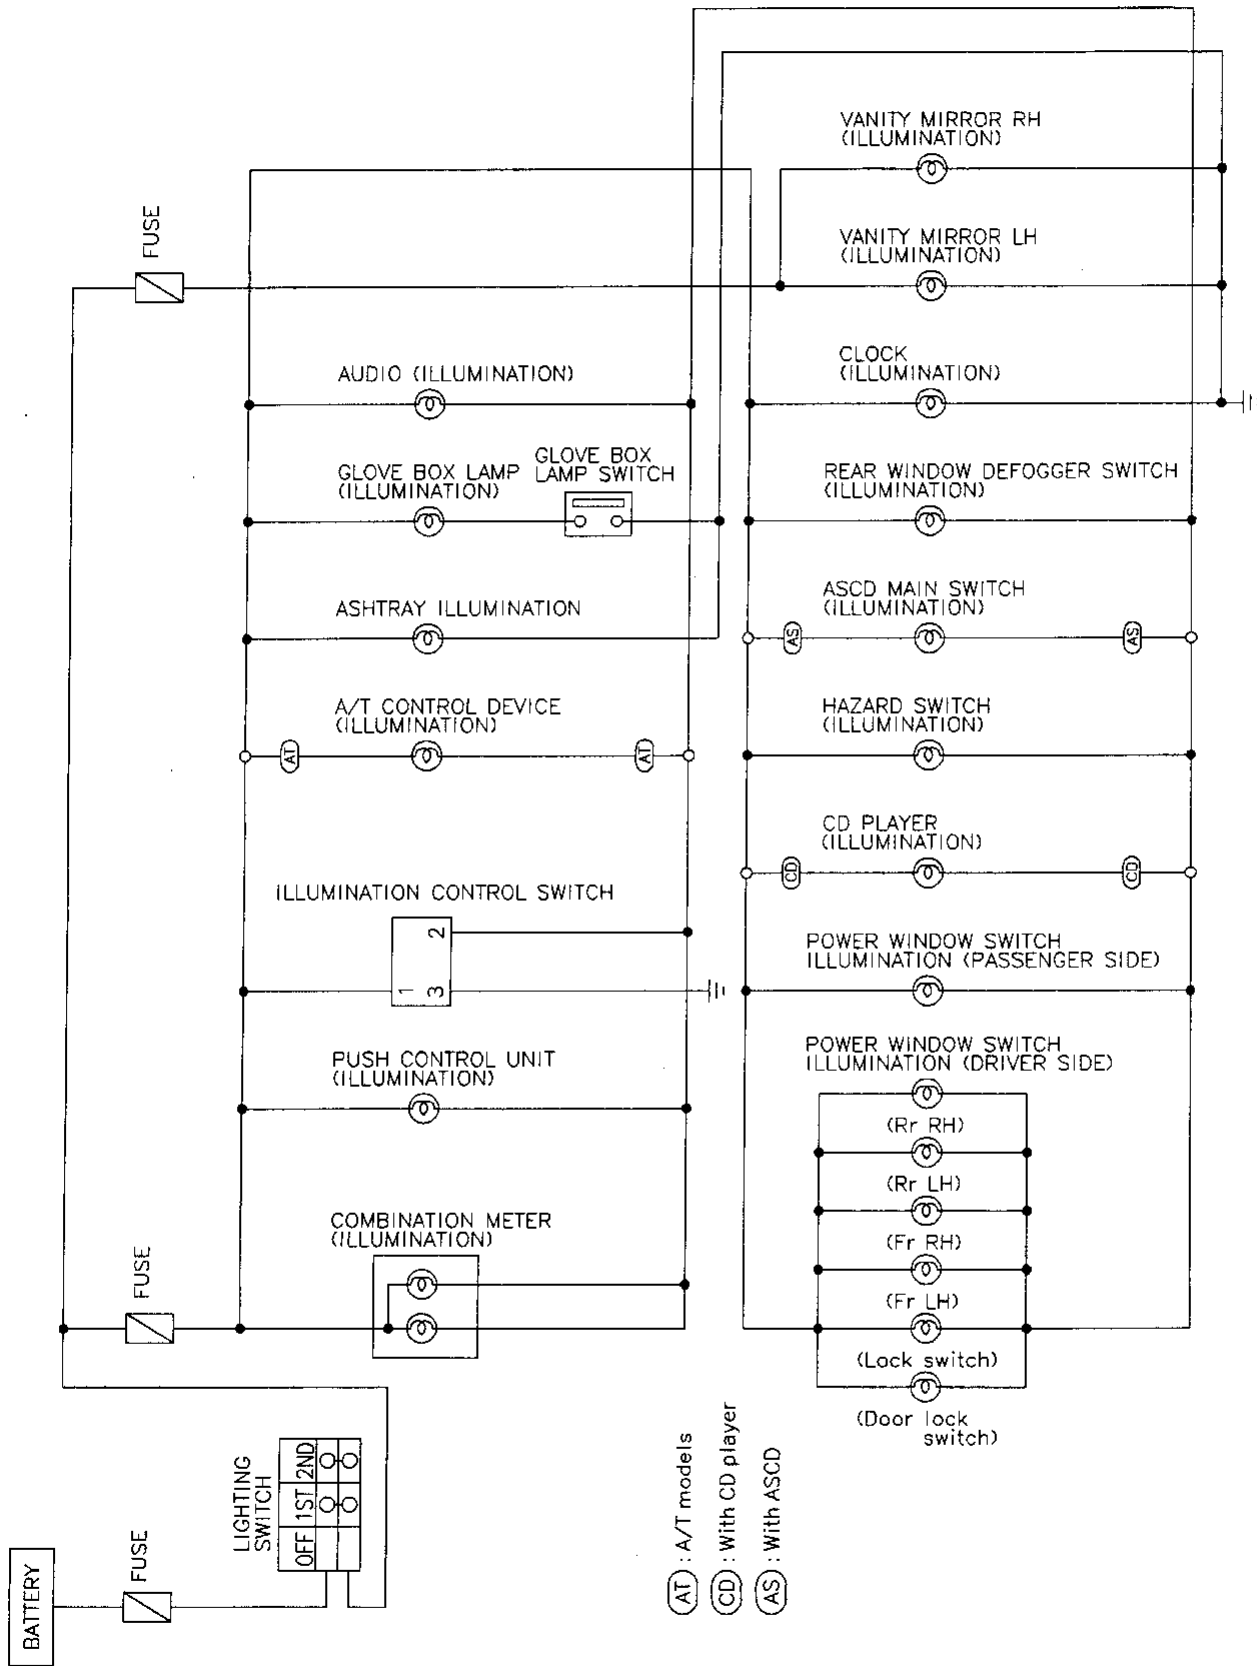 VANITY MIRROR RH
(ILLUMINATION)
FUSE
VANITY MIRROR LH
(ILLUMINATION)
AUDIO (ILLUMINATION)
CLOCK
(ILLUMINATION)
GLOVE BOX LAMP
(ILLUMINATION)
GLOVE BOX
LAMP SWITCH
REAR WINDOW DEFOGGER SWITCH
(ILLUMINATION)
ASHTRAY ILLUMINATION
ASCD MAIN SWITCH
(ILLUMINATION)
AS
AS
A/T CONTROL DEVICE
(ILLUMINATION)
AT
AT
HAZARD SWITCH
(ILLUMINATION)
CD PLAYER
(ILLUMINATION)
CD
CD
ILLUMINATION CONTROL SWITCH
2
1
3
POWER WINDOW SWITCH
ILLUMINATION (PASSENGER SIDE)
PUSH CONTROL UNIT
(ILLUMINATION)
POWER WINDOW SWITCH
ILLUMINATION (DRIVER SIDE)
(Rr RH)
(Rr LH)
(Fr RH)
(Fr LH)
(Lock switch)
(Door lock
switch)
COMBINATION METER
(ILLUMINATION)
FUSE
LIGHTING
SWITCH
OFF 1ST 2ND
FUSE
BATTERY
AT : A/T models
CD : With CD player
AS : With ASCD